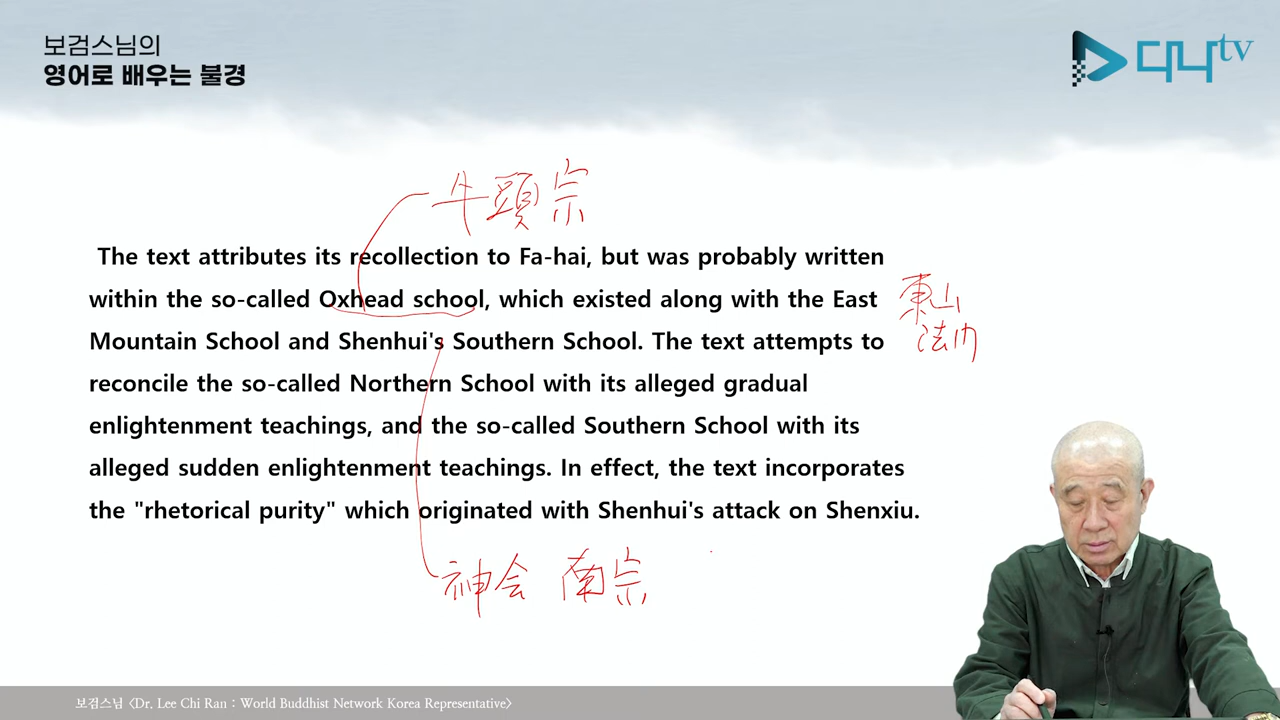 보검스님의
영어로 배우는 불경
디나tv
牛頭宗
The text attributes its recollection to Fa-hai, but was probably written
within the so-called Oxhead school, which existed along with the East
Mountain School and Shenhui's Southern School. The text attempts to
reconcile the so-called Northern School with its alleged gradual
enlightenment teachings, and the so-called Southern School with its
alleged sudden enlightenment teachings. In effect, the text incorporates
the "rhetorical purity" which originated with Shenhui's attack on Shenxiu.
東山
法门
神会 南宗
보검스님 <Dr. Lee Chi Ran : World Buddhist Network Korea Representative>